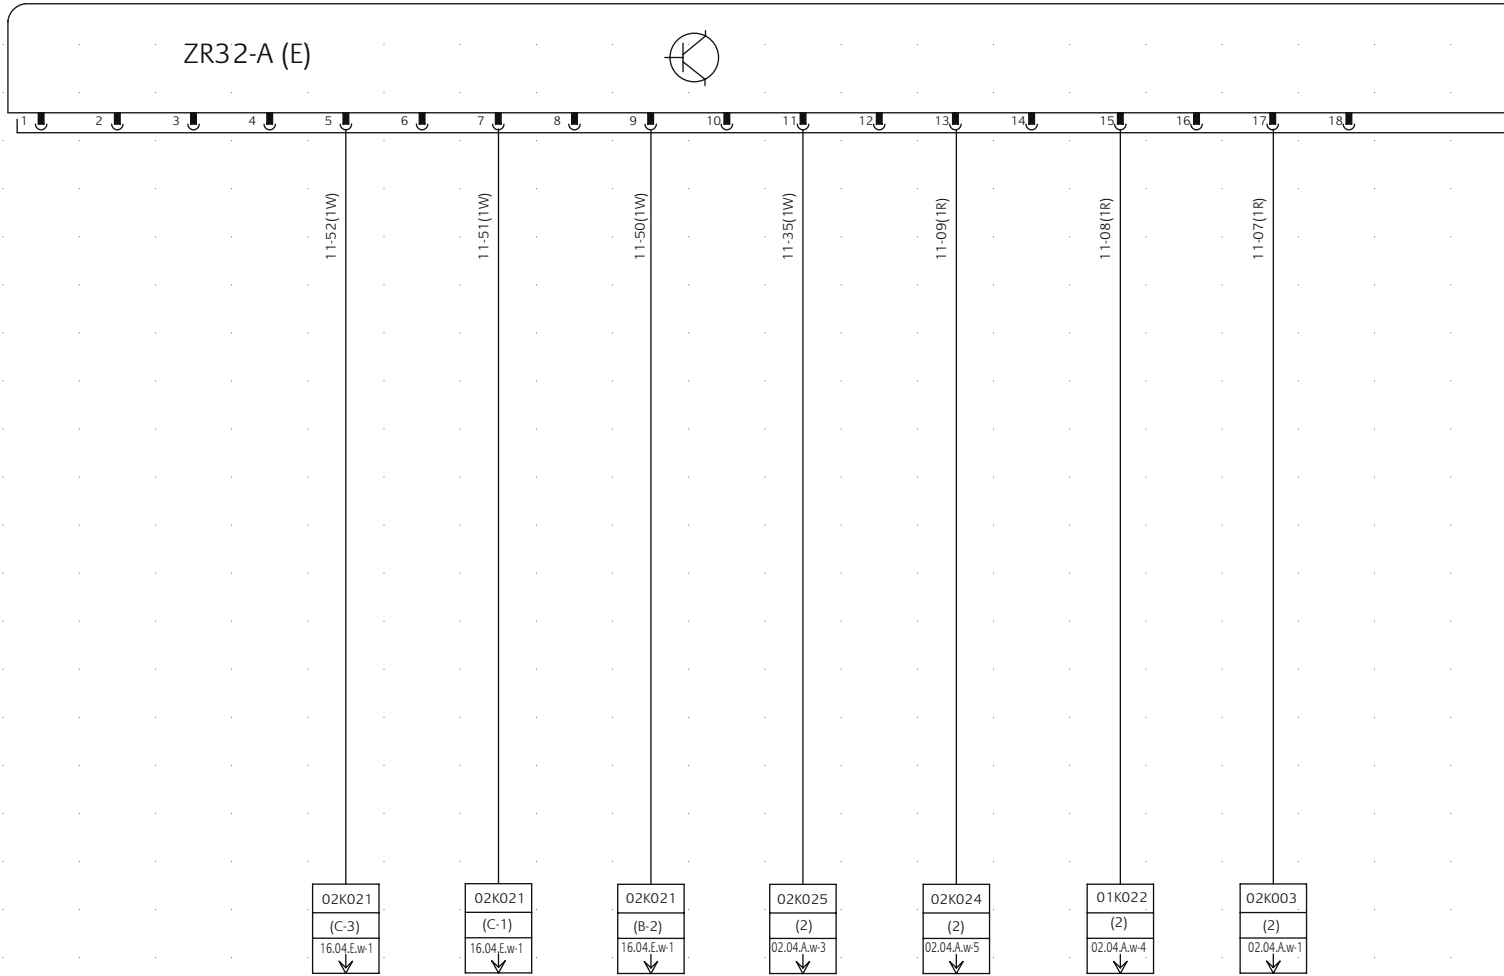 ZR32-A (E)
1 2 3 4 5 6 7 8 9 10 11 12 13 14 15 16 17 18
11-52(1W)
11-51(1W)
11-50(1W)
11-35(1W)
11-09(1R)
11-08(1R)
11-07(1R)
02K021
(C-3)
16.04.E.w-1
02K021
(C-1)
16.04.E.w-1
02K021
(B-2)
16.04.E.w-1
02K025
(2)
02.04.A.w-3
02K024
(2)
02.04.A.w-5
01K022
(2)
02.04.A.w-4
02K003
(2)
02.04.A.w-1